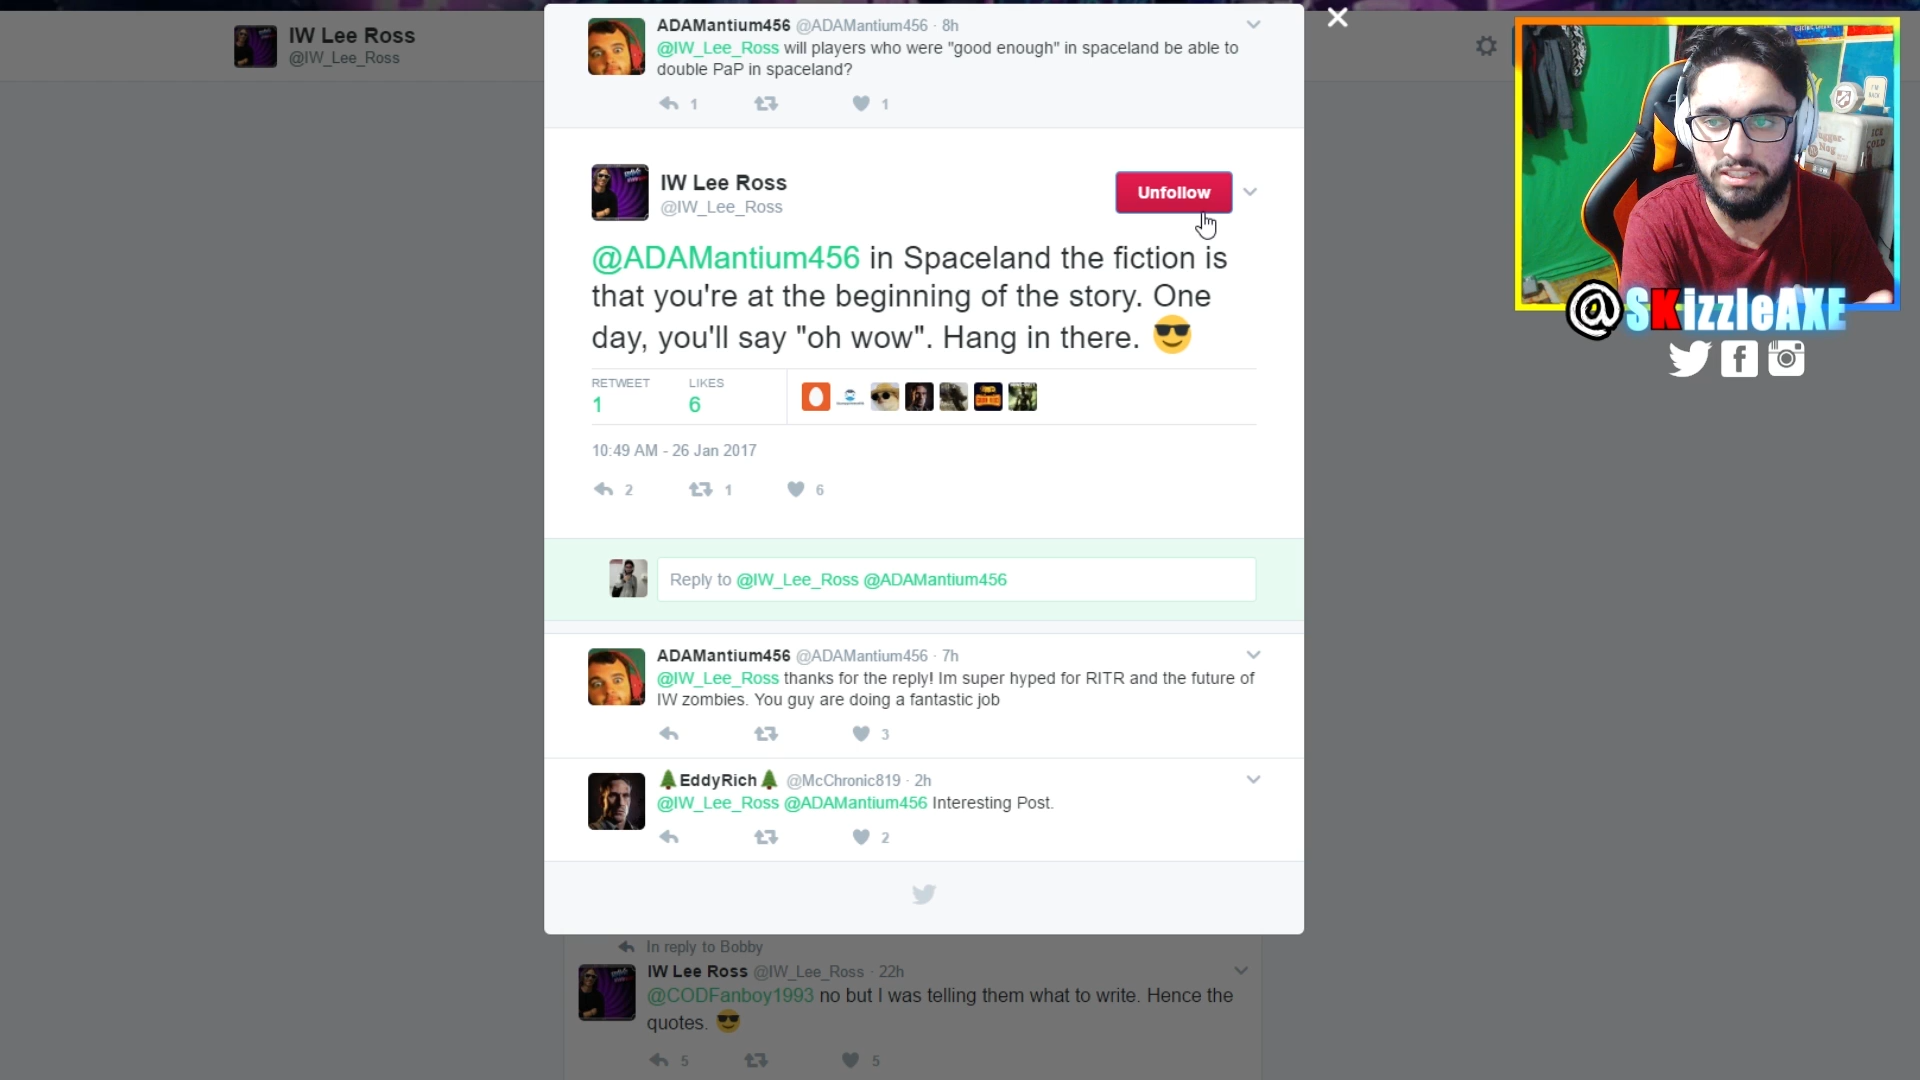 IW Lee Ross
@IW_Lee_Ross
ADAMantium456 @ADAMantium456 · 8h
@IW_Lee_Ross will players who were "good enough" in spaceland be able to
double PaP in spaceland?
1 1
IW Lee Ross
@IW_Lee_Ross
Unfollow
@ADAMantium456 in Spaceland the fiction is
that you're at the beginning of the story. One
day, you'll say "oh wow". Hang in there. 😎
RETWEET LIKES
1 6
10:49 AM - 26 Jan 2017
2 1 6
Reply to @IW_Lee_Ross @ADAMantium456
ADAMantium456 @ADAMantium456 · 7h
@IW_Lee_Ross thanks for the reply! Im super hyped for RITR and the future of
IW zombies. You guy are doing a fantastic job
3
🌲EddyRich🌲 @McChronic819 · 2h
@IW_Lee_Ross @ADAMantium456 Interesting Post.
2
In reply to Bobby
IW Lee Ross @IW_Lee_Ross · 22h
@CODFanboy1993 no but I was telling them what to write. Hence the
quotes. 😎
5 5
@SKizzleAXE
ICE
COLD